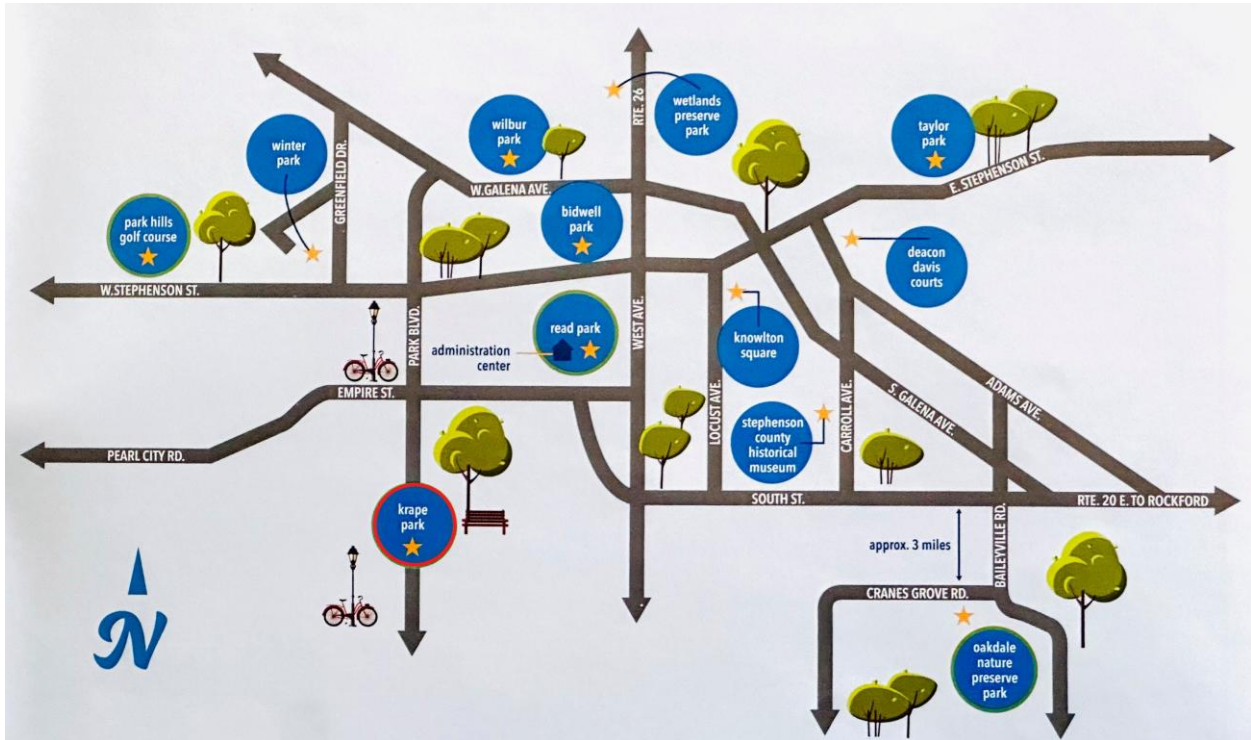 RTE. 26
wetlands
preserve
park
wilbur
park
taylor
park
winter
park
GREENFIELD DR.
W.GALENA AVE.
E. STEPHENSON ST.
park hills
golf course
bidwell
park
deacon
davis
courts
W.STEPHENSON ST.
PARK BLVD.
WEST AVE.
read park
administration
center
knowlton
square
EMPIRE ST.
LOCUST AVE.
CARROLL AVE.
S. GALENA AVE.
ADAMS AVE.
stephenson
county
historical
museum
PEARL CITY RD.
SOUTH ST.
RTE. 20 E. TO ROCKFORD
krape
park
approx. 3 miles
BAILEYVILLE RD.
CRANES GROVE RD.
N
oakdale
nature
preserve
park